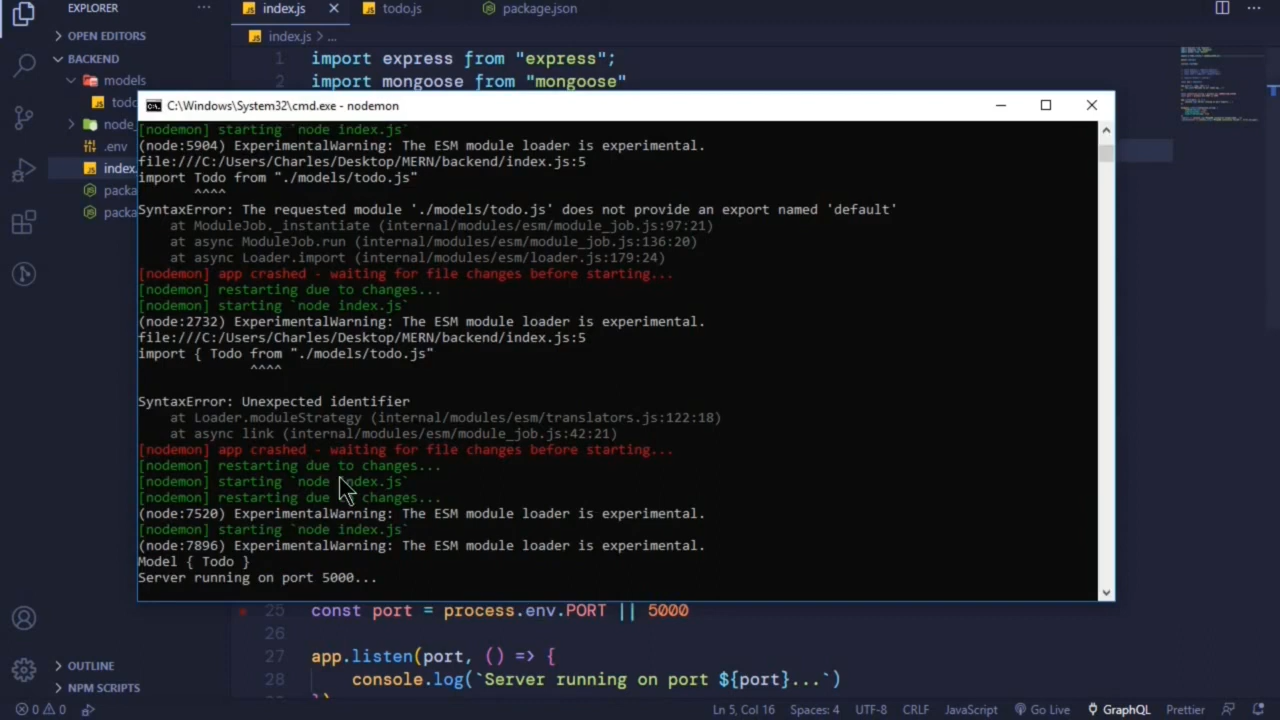 EXPLORER
index.js
todo.js
package.json
OPEN EDITORS
index.js > ...
BACKEND
1 import express from "express";
models
2 import mongoose from "mongoose"
C:\Windows\System32\cmd.exe - nodemon
todo
node_
.env
index.
packa
packa
[nodemon] starting `node index.js`
(node:5904) ExperimentalWarning: The ESM module loader is experimental.
file:///C:/Users/Charles/Desktop/MERN/backend/index.js:5
import Todo from "./models/todo.js"
^^^^
SyntaxError: The requested module './models/todo.js' does not provide an export named 'default'
at ModuleJob._instantiate (internal/modules/esm/module_job.js:97:21)
at async ModuleJob.run (internal/modules/esm/module_job.js:136:20)
at async Loader.import (internal/modules/esm/loader.js:179:24)
[nodemon] app crashed - waiting for file changes before starting...
[nodemon] restarting due to changes...
[nodemon] starting `node index.js`
(node:2732) ExperimentalWarning: The ESM module loader is experimental.
file:///C:/Users/Charles/Desktop/MERN/backend/index.js:5
import { Todo from "./models/todo.js"
^^^^
SyntaxError: Unexpected identifier
at Loader.moduleStrategy (internal/modules/esm/translators.js:122:18)
at async link (internal/modules/esm/module_job.js:42:21)
[nodemon] app crashed - waiting for file changes before starting...
[nodemon] restarting due to changes...
[nodemon] starting `node index.js`
[nodemon] restarting due to changes...
(node:7520) ExperimentalWarning: The ESM module loader is experimental.
[nodemon] starting `node index.js`
(node:7896) ExperimentalWarning: The ESM module loader is experimental.
Model { Todo }
Server running on port 5000...
25 const port = process.env.PORT || 5000
26
27 app.listen(port, () => {
28 console.log(`Server running on port ${port}...`)
OUTLINE
NPM SCRIPTS
0 0
Ln 5, Col 16
Spaces: 4
UTF-8
CRLF
JavaScript
Go Live
GraphQL
Prettier